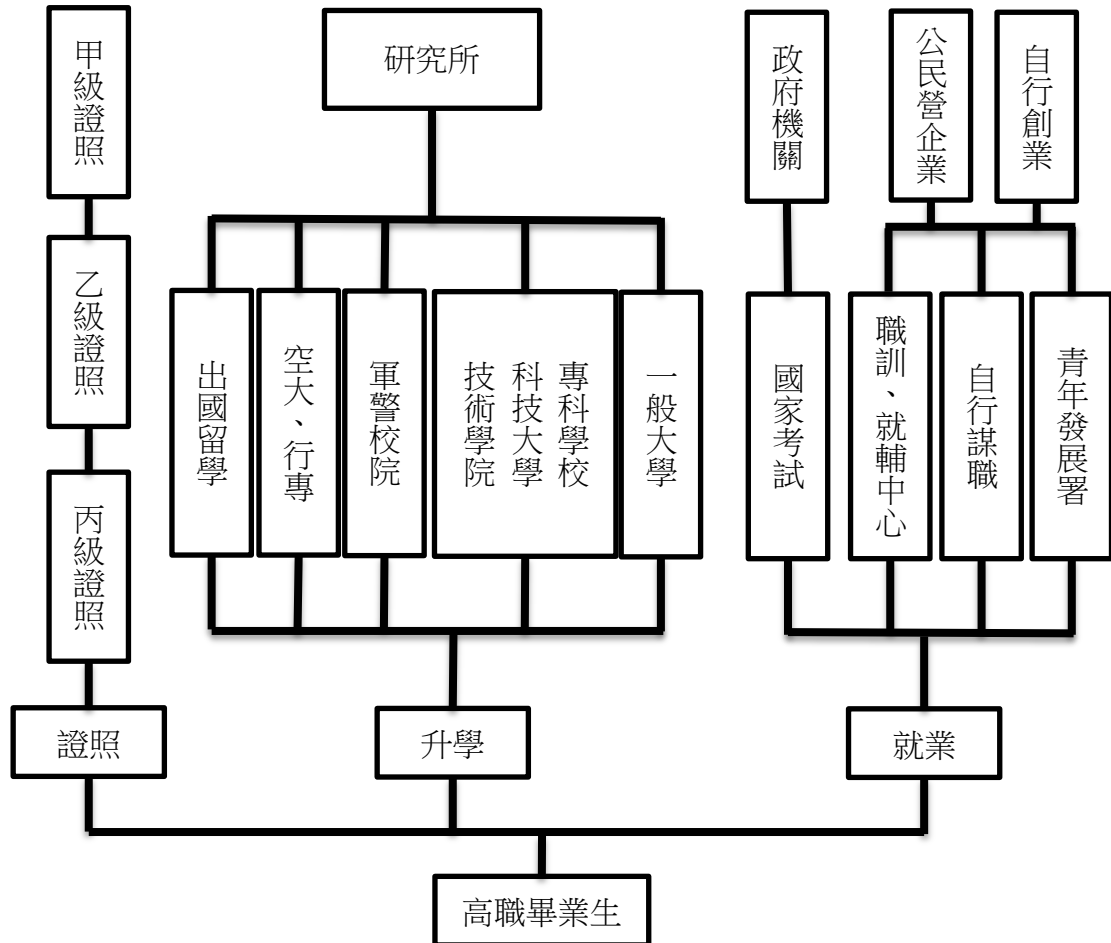 甲級證照
研究所
政府機關
公民營企業
自行創業
乙級證照
出國留學
空大、行專
軍警校院
專科學校
科技大學
技術學院
一般大學
國家考試
職訓、就輔中心
自行謀職
青年發展署
丙級證照
證照
升學
就業
高職畢業生